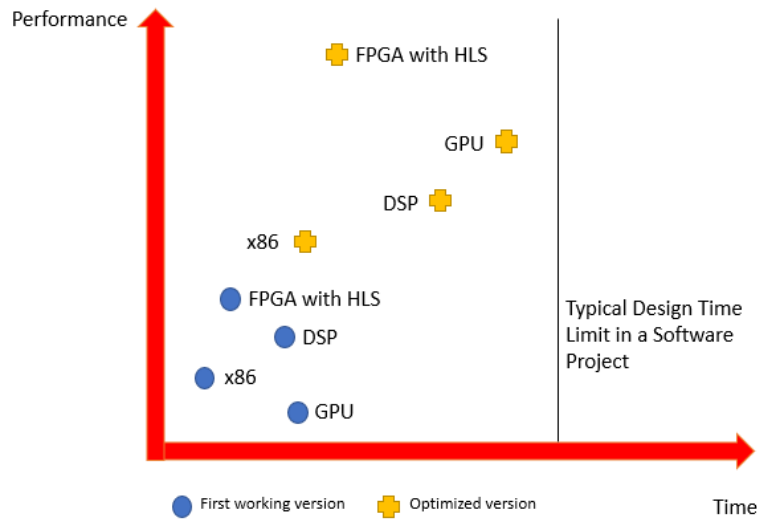 Performance
FPGA with HLS
GPU
DSP
x86
FPGA with HLS
Typical Design Time
Limit in a Software
Project
DSP
x86
GPU
First working version
Optimized version
Time